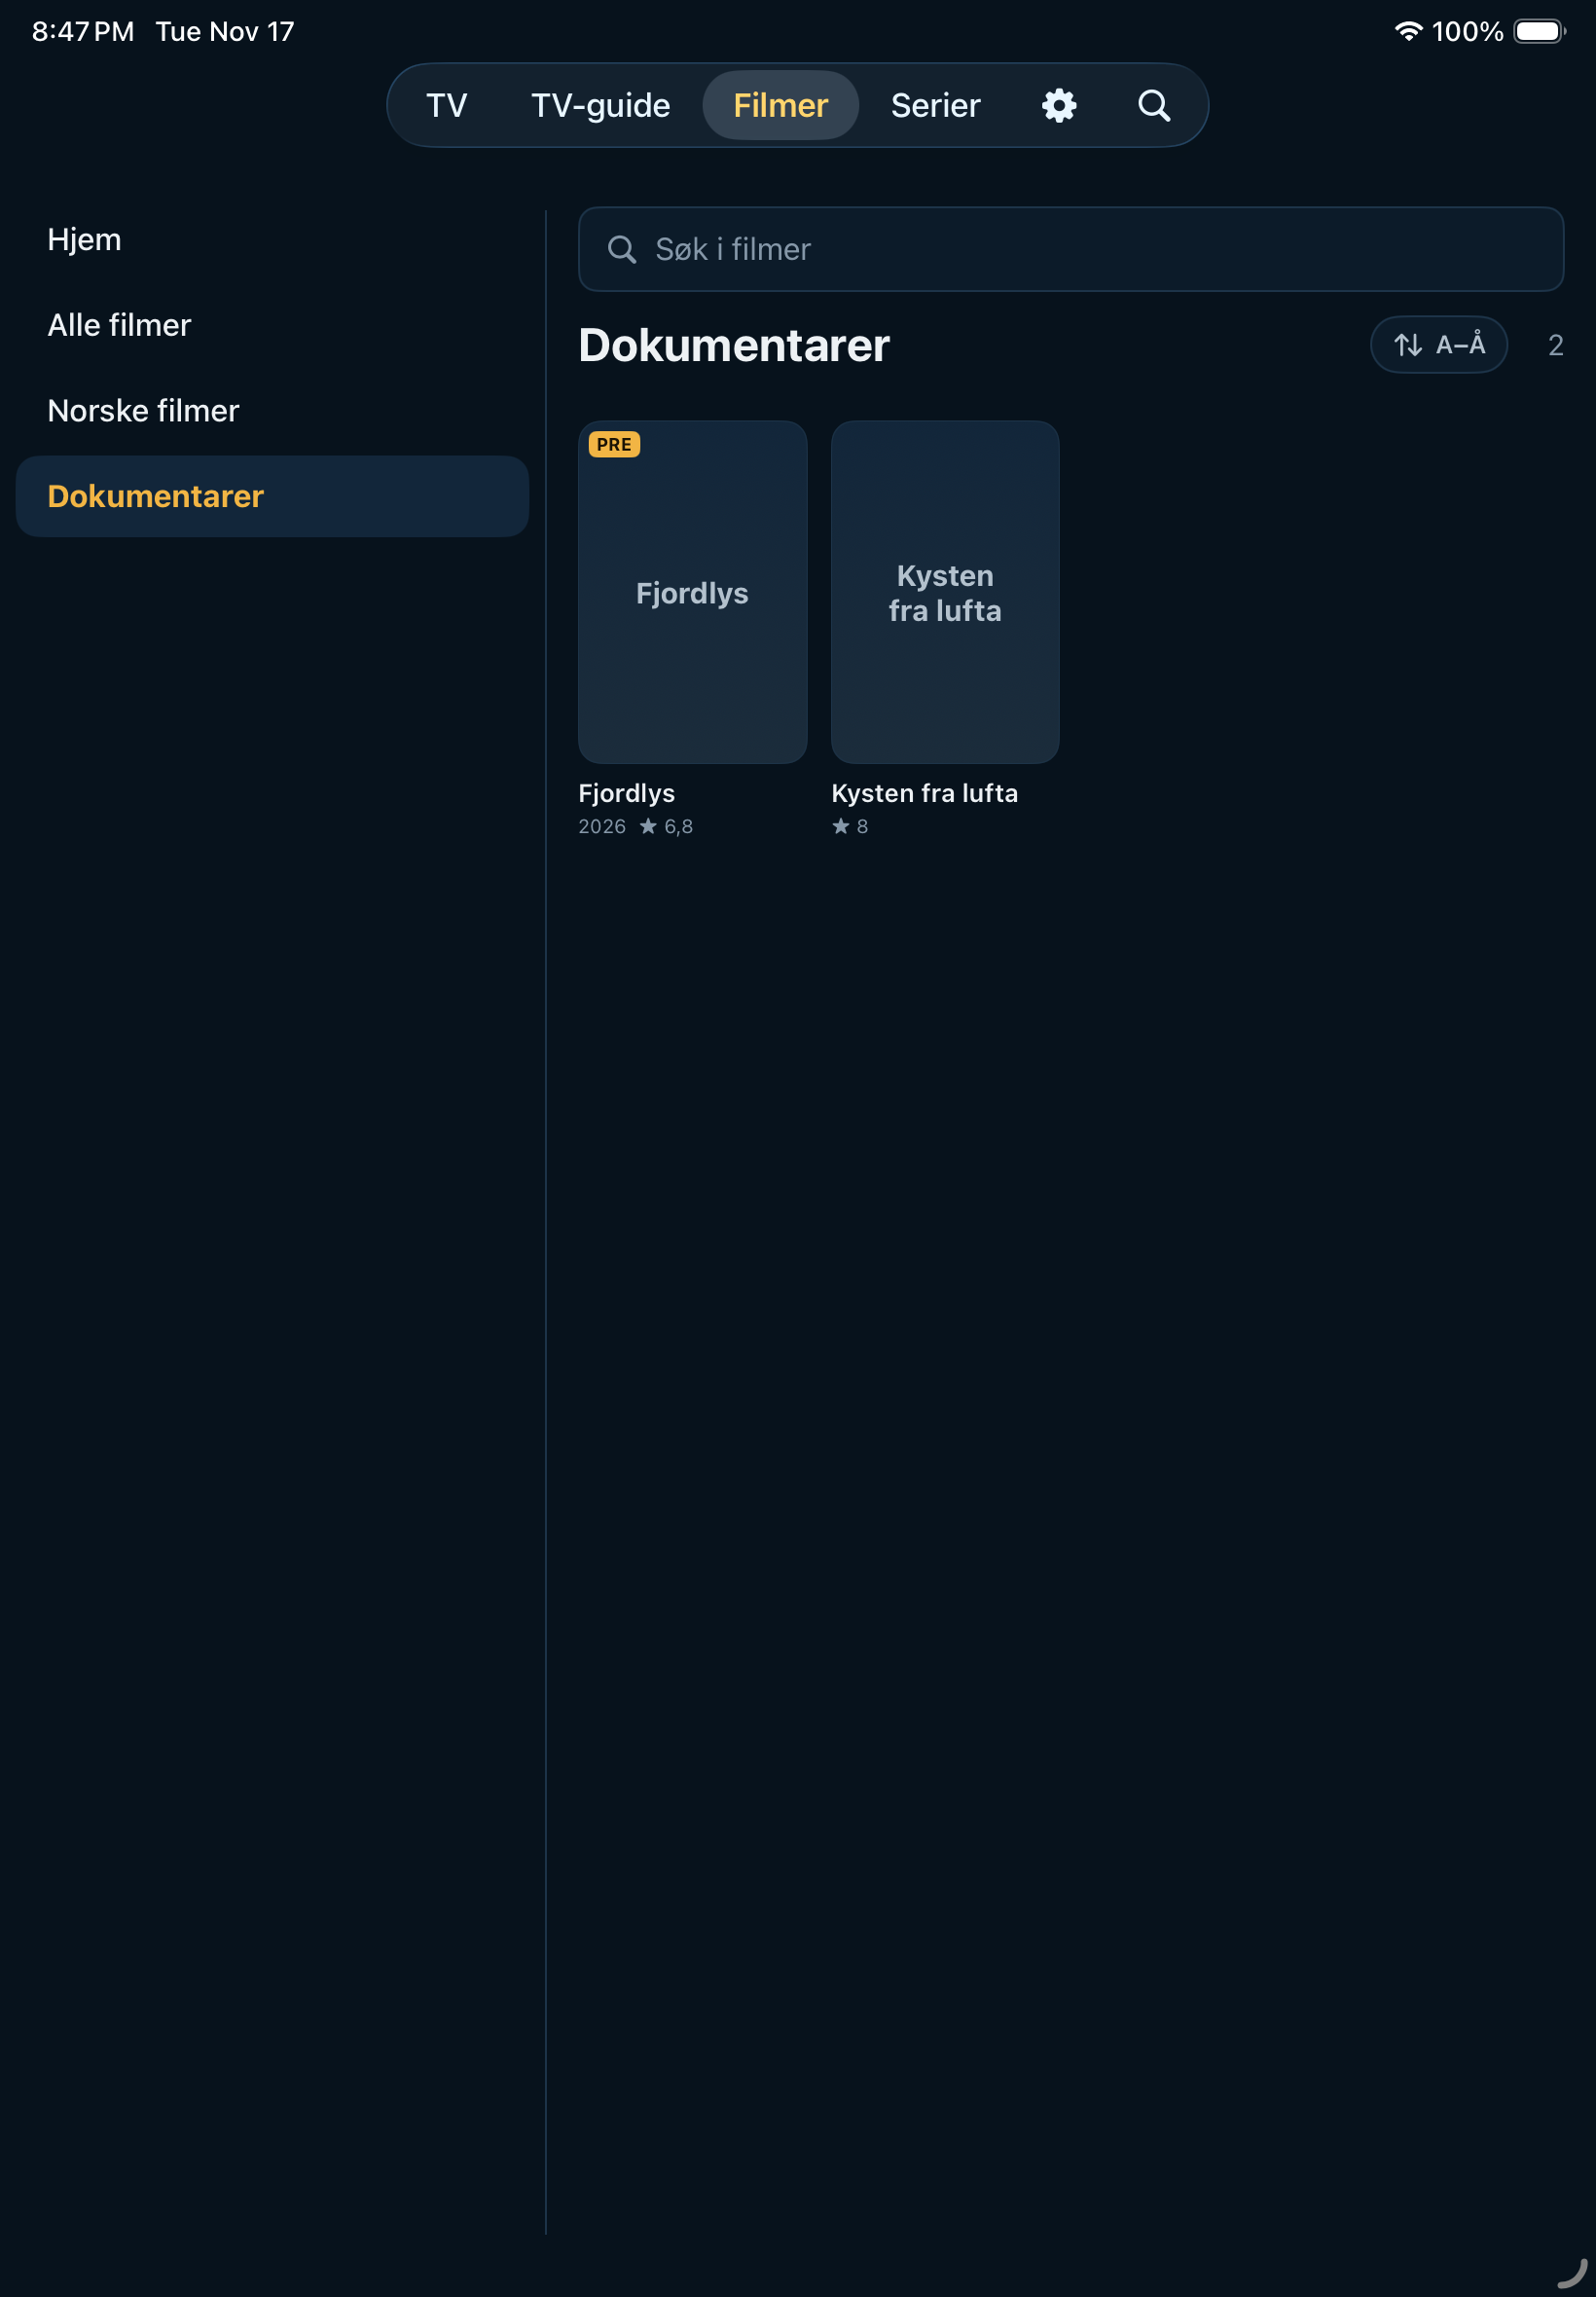 8:47 PM Tue Nov 17
100%
TV TV-guide Filmer Serier
Hjem
Alle filmer
Norske filmer
Dokumentarer
Søk i filmer
Dokumentarer
A–Å 2
PRE
Fjordlys
Kysten
fra lufta
Fjordlys
2026 ★ 6,8
Kysten fra lufta
★ 8